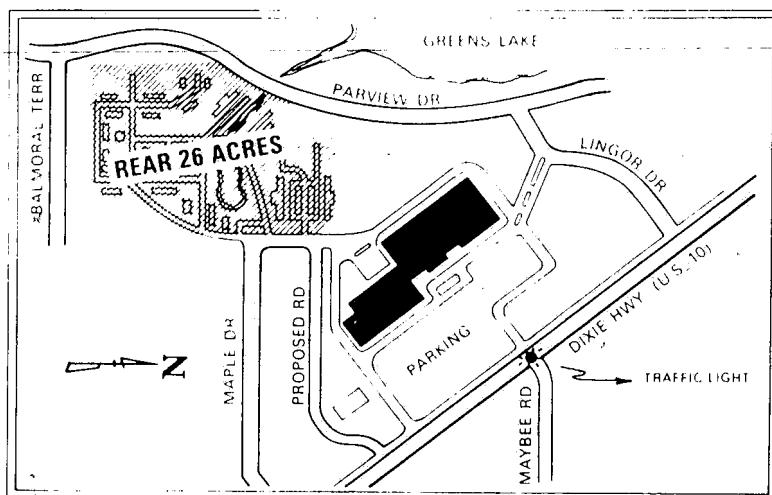 GREENS LAKE
PARVIEW DR
BALMORAL TERR
REAR 26 ACRES
LINGOR DR
DIXIE HWY (U.S. 10)
PARKING
MAPLE DR
PROPOSED RD
N
TRAFFIC LIGHT
MAYBEE RD